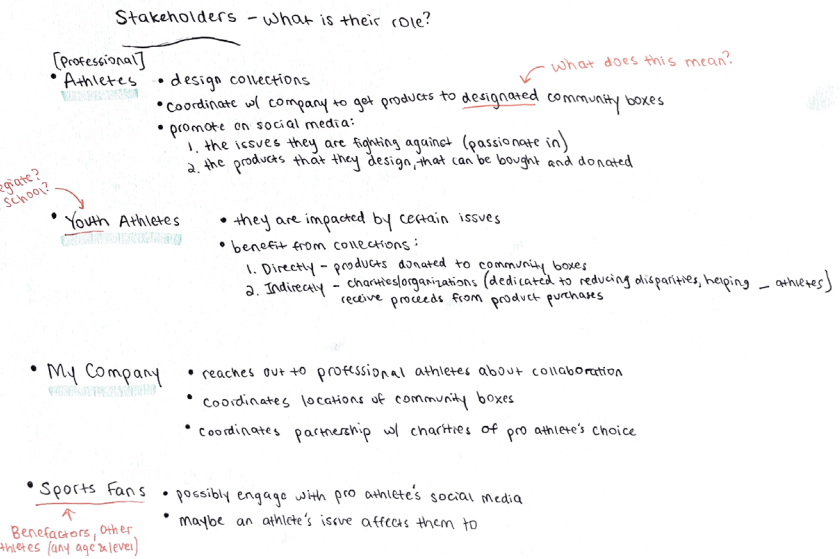 Stakeholders - What is their role?
[Professional]
• Athletes
• design collections
What does this mean?
• coordinate w/ company to get products to designated community boxes
• promote on social media:
1. the issues they are fighting against (passionate in)
2. the products that they design, that can be bought and donated
school?
• Youth Athletes
• they are impacted by certain issues
• benefit from collections:
1. Directly - products donated to community boxes
2. Indirectly - charities/organizations (dedicated to reducing disparities, helping _ athletes)
receive proceeds from product purchases
• My Company
• reaches out to professional athletes about collaboration
• coordinates locations of community boxes
• coordinates partnership w/ charities of pro athlete's choice
• Sports Fans
• possibly engage with pro athlete's social media
• maybe an athlete's issue affects them to
Benefactors, Other
(any age & level)